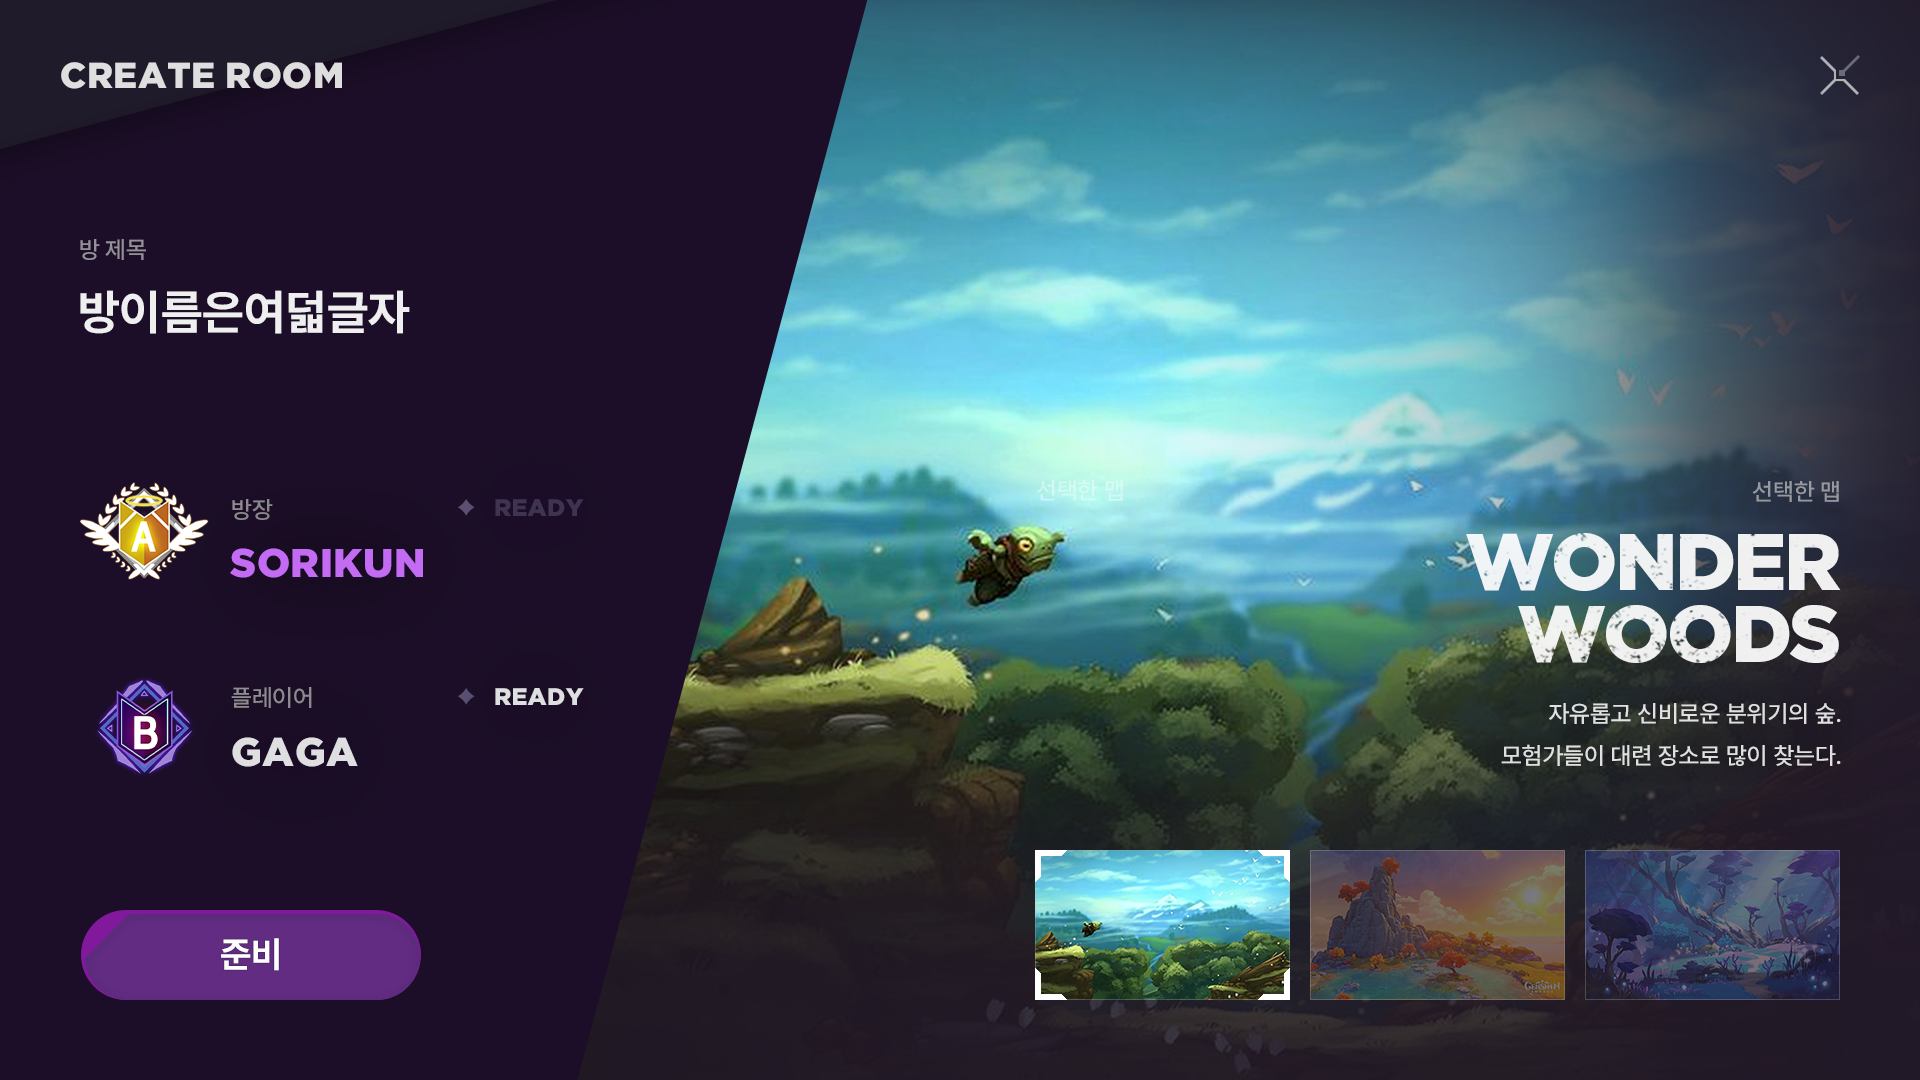 CREATE ROOM
방 제목
방이름은여덟글자
방장
READY
SORIKUN
플레이어
READY
GAGA
준비
선택한 맵
선택한 맵
WONDER
WOODS
자유롭고 신비로운 분위기의 숲.
모험가들이 대련 장소로 많이 찾는다.
A
B
GENSHIN